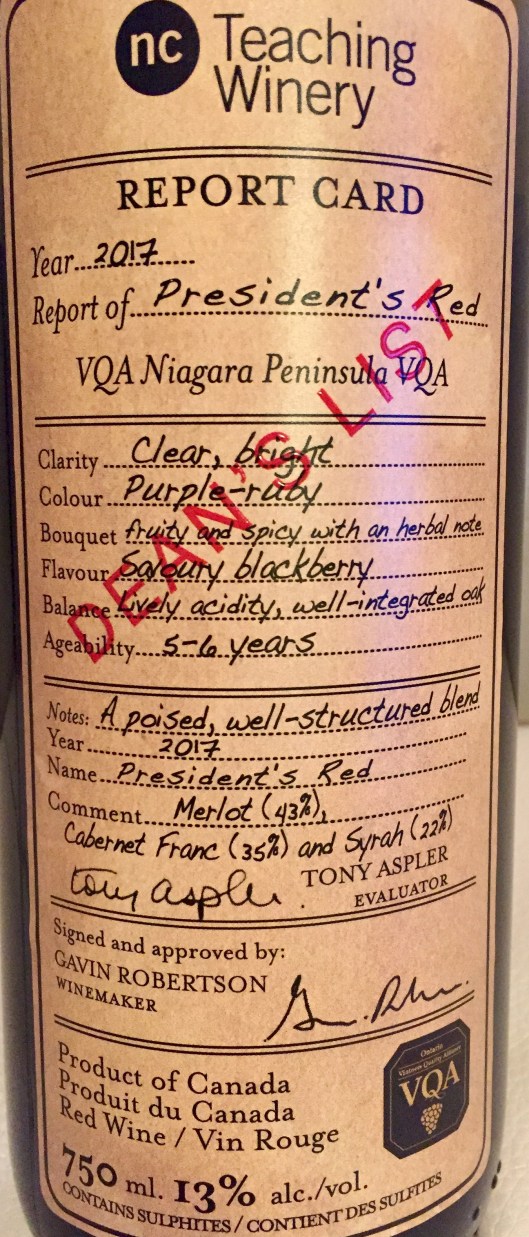 nc Teaching
Winery
REPORT CARD
Year...2017.....
Report of...President's Red
VQA Niagara Peninsula VQA
DEAN'S LIST
Clarity....Clear, bright
Colour...Purple-ruby
Bouquet fruity and spicy with an herbal note
Flavour Savoury blackberry
Balance Lively acidity, well-integrated oak
Ageability....5-6 years
Notes: A poised, well-structured blend
Year.......2017
Name...President's Red
Comment....Merlot (43%),
Cabernet Franc (35%) and Syrah (22%)
Tony Aspler.
TONY ASPLER
EVALUATOR
Signed and approved by:
GAVIN ROBERTSON
WINEMAKER
Product of Canada
Produit du Canada
Red Wine / Vin Rouge
Ontario
Vintners Quality Alliance
VQA
750 ml. 13% alc./vol.
CONTAINS SULPHITES / CONTIENT DES SULFITES